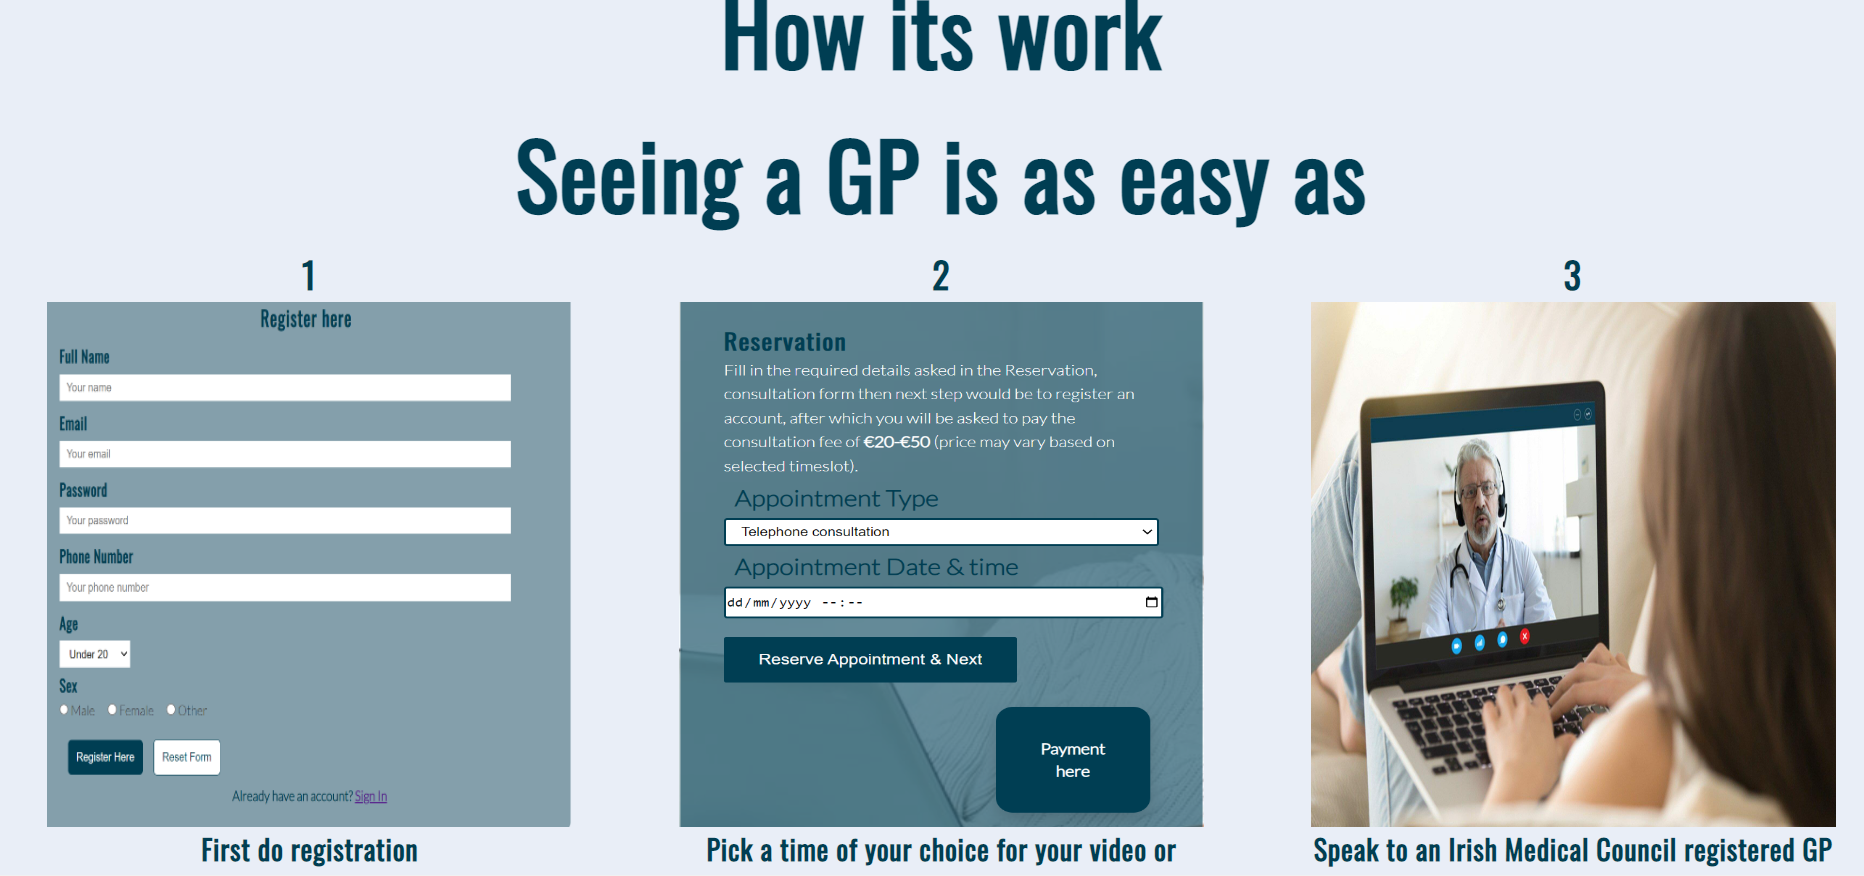 How its work
Seeing a GP is as easy as
1
Register here
Full Name
Your name
Email
Your email
Password
Your password
Phone Number
Your phone number
Age
Under 20
Sex
Male Female Other
Register Here Reset Form
Already have an account? Sign In
First do registration
2
Reservation
Fill in the required details asked in the Reservation,
consultation form then next step would be to register an
account, after which you will be asked to pay the
consultation fee of €20-€50 (price may vary based on
selected timeslot).
Appointment Type
Telephone consultation
Appointment Date & time
dd/mm/yyyy --:--
Reserve Appointment & Next
Payment
here
Pick a time of your choice for your video or
3
Speak to an Irish Medical Council registered GP